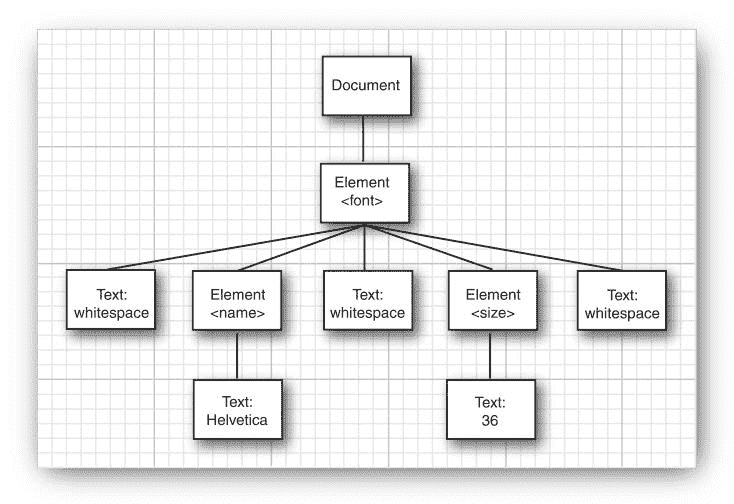 Document
Element
<font>
Text:
whitespace
Element
<name>
Text:
whitespace
Element
<size>
Text:
whitespace
Text:
Helvetica
Text:
36